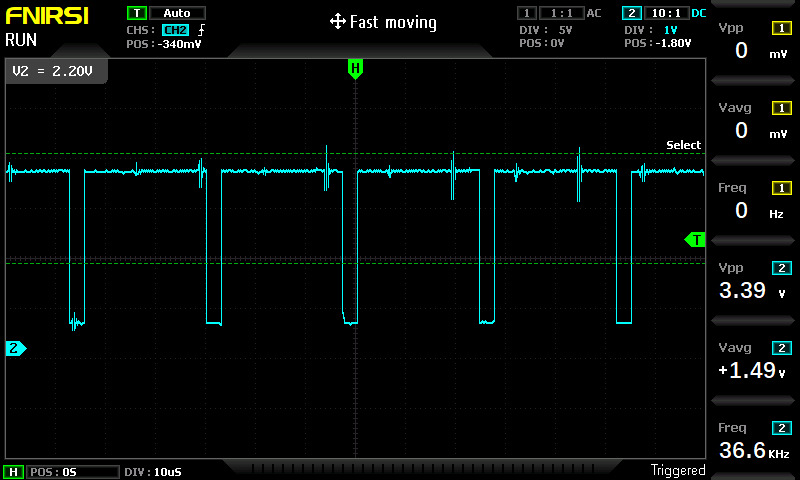 FNIRSI
RUN
T Auto
CHS: CH2
POS:-340mV
Fast moving
1 1:1 AC
DIV: 5V
POS:0V
2 10:1 DC
DIV: 1V
POS:-1.80V
V2 = 2.20V
H
Select
T
2
Vpp 1
0 mV
Vavg 1
0 mV
Freq 1
0 Hz
Vpp 2
3.39 V
Vavg 2
+1.49 V
Freq 2
36.6 KHz
H POS:0S DIV:10uS
Triggered